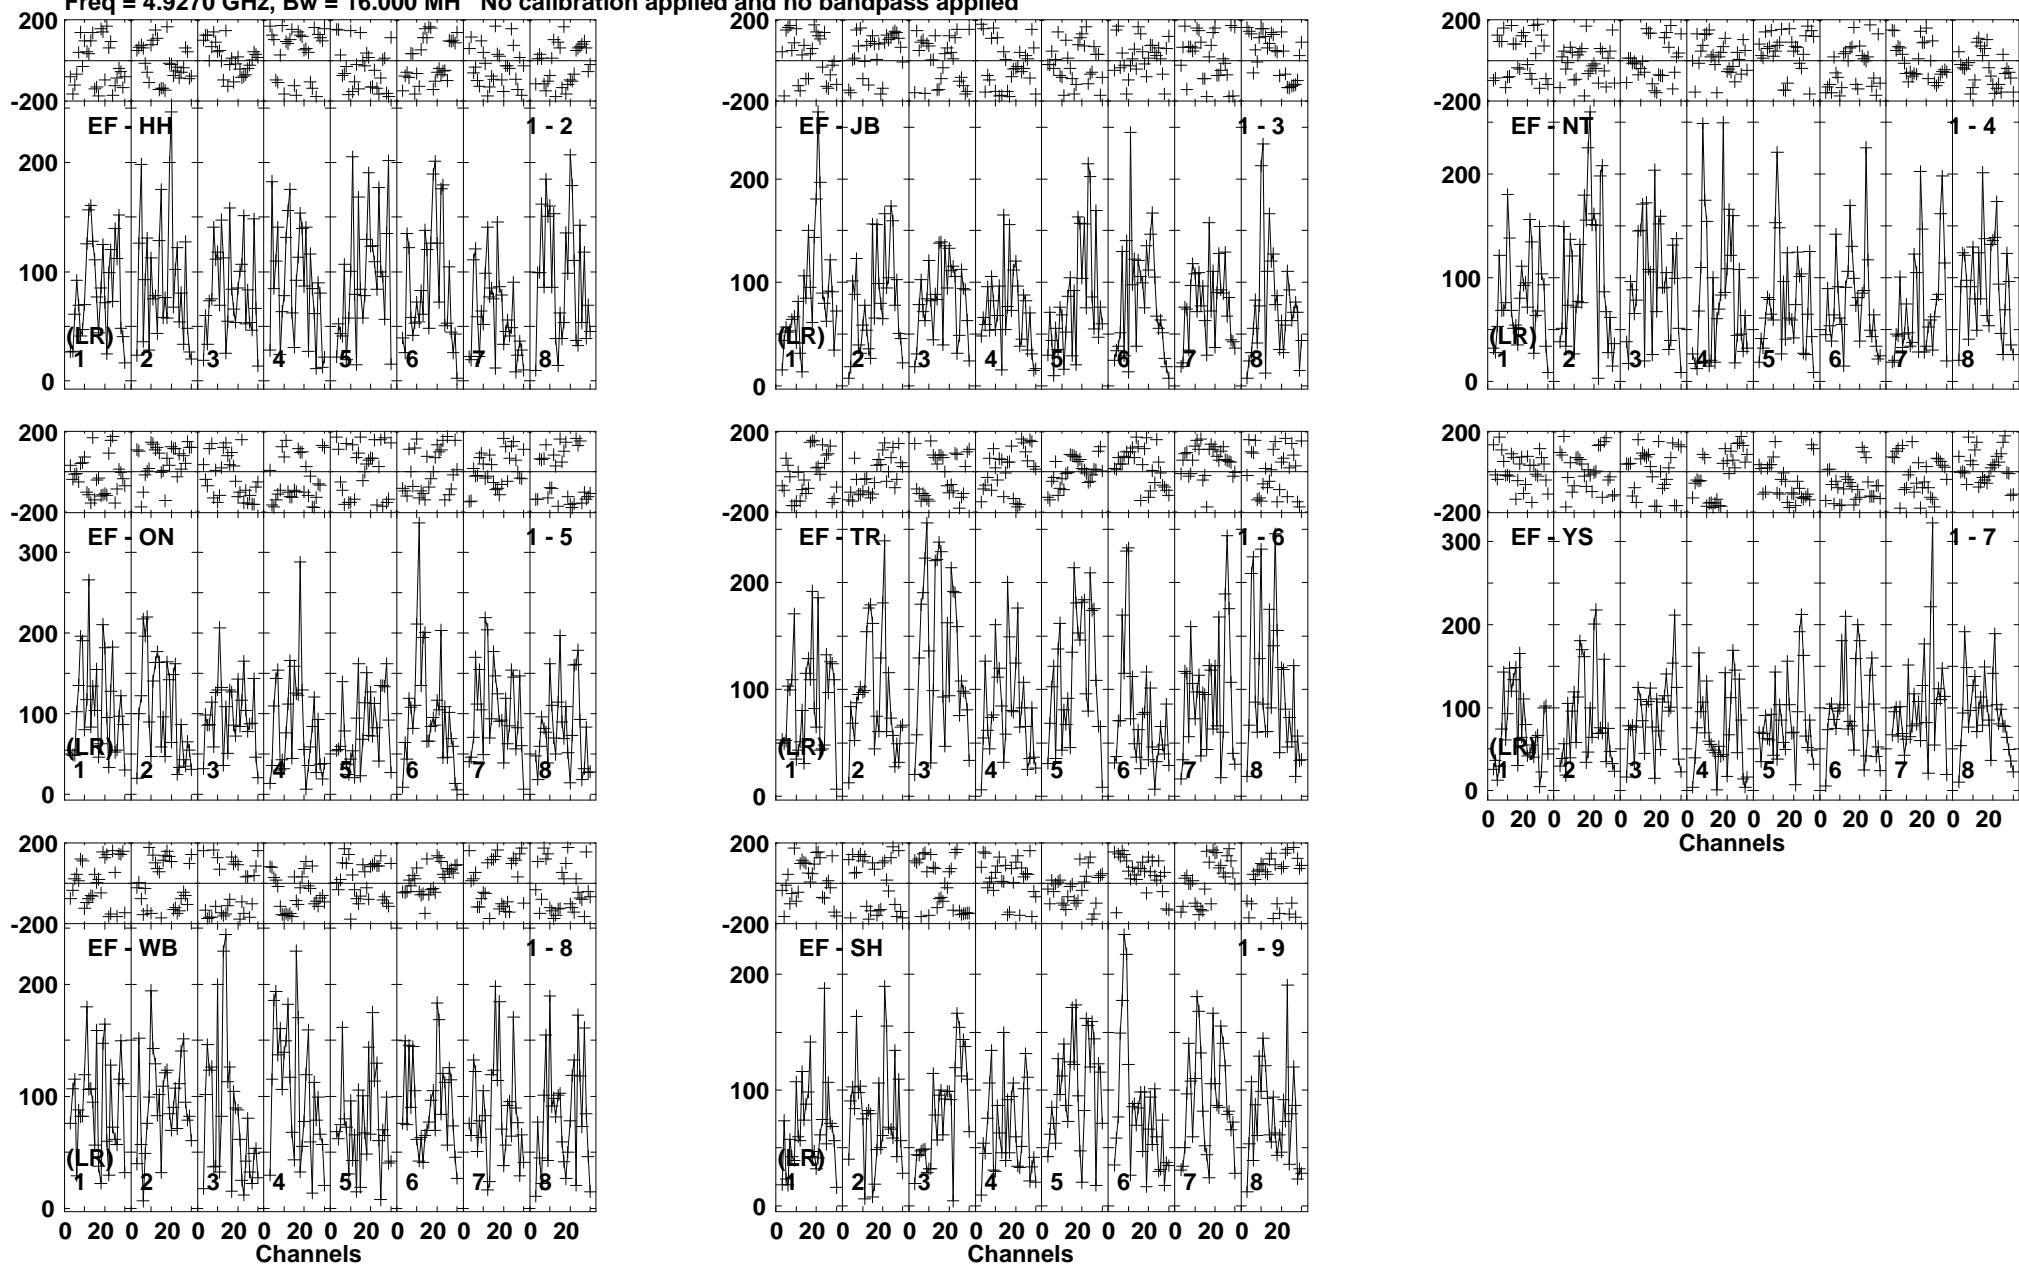 Freq = 4.9270 GHz, Bw = 16.000 MH No calibration applied and no bandpass applied
200
-200
EF - HH 1 - 2
200
100
(LR)
1 2 3 4 5 6 7 8
0
200
-200
EF - JB 1 - 3
200
100
(LR)
1 2 3 4 5 6 7 8
0
200
-200
EF - NT 1 - 4
200
100
(LR)
1 2 3 4 5 6 7 8
0
200
-200
EF - ON 1 - 5
300
200
100
(LR)
1 2 3 4 5 6 7 8
0
200
-200
EF - TR 1 - 6
200
100
(LR)
1 2 3 4 5 6 7 8
0
200
-200
EF - YS 1 - 7
300
200
100
(LR)
1 2 3 4 5 6 7 8
0
0 20 0 20 0 20 0 20 0 20 0 20 0 20 0 20
Channels
200
-200
EF - WB 1 - 8
200
100
(LR)
1 2 3 4 5 6 7 8
0
0 20 0 20 0 20 0 20 0 20 0 20 0 20 0 20
Channels
200
-200
EF - SH 1 - 9
200
100
(LR)
1 2 3 4 5 6 7 8
0
0 20 0 20 0 20 0 20 0 20 0 20 0 20 0 20
Channels